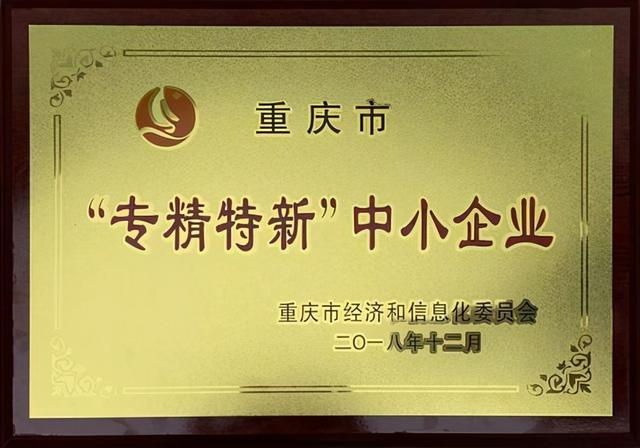 重庆市
“专精特新”中小企业
重庆市经济和信息化委员会
二〇一八年十二月